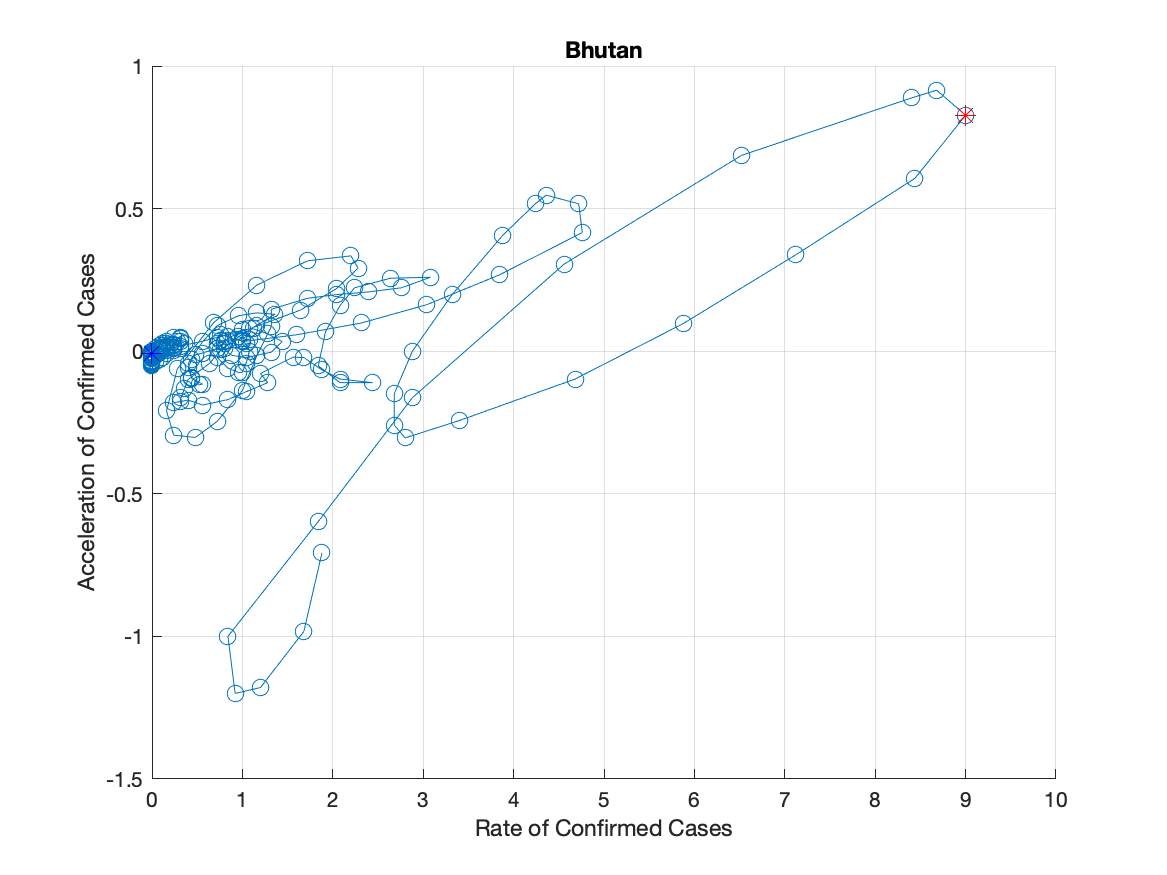 Bhutan
1
0.5
0
-0.5
-1
-1.5
Acceleration of Confirmed Cases
0 1 2 3 4 5 6 7 8 9 10
Rate of Confirmed Cases